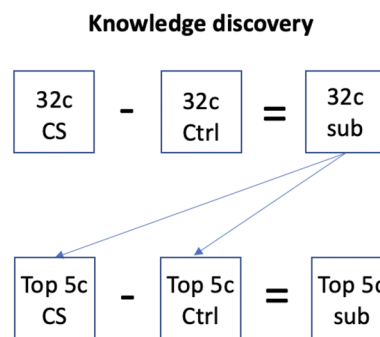 Knowledge discovery
32c
CS
-
32c
Ctrl
=
32c
sub
Top 5c
CS
-
Top 5c
Ctrl
=
Top 5c
sub